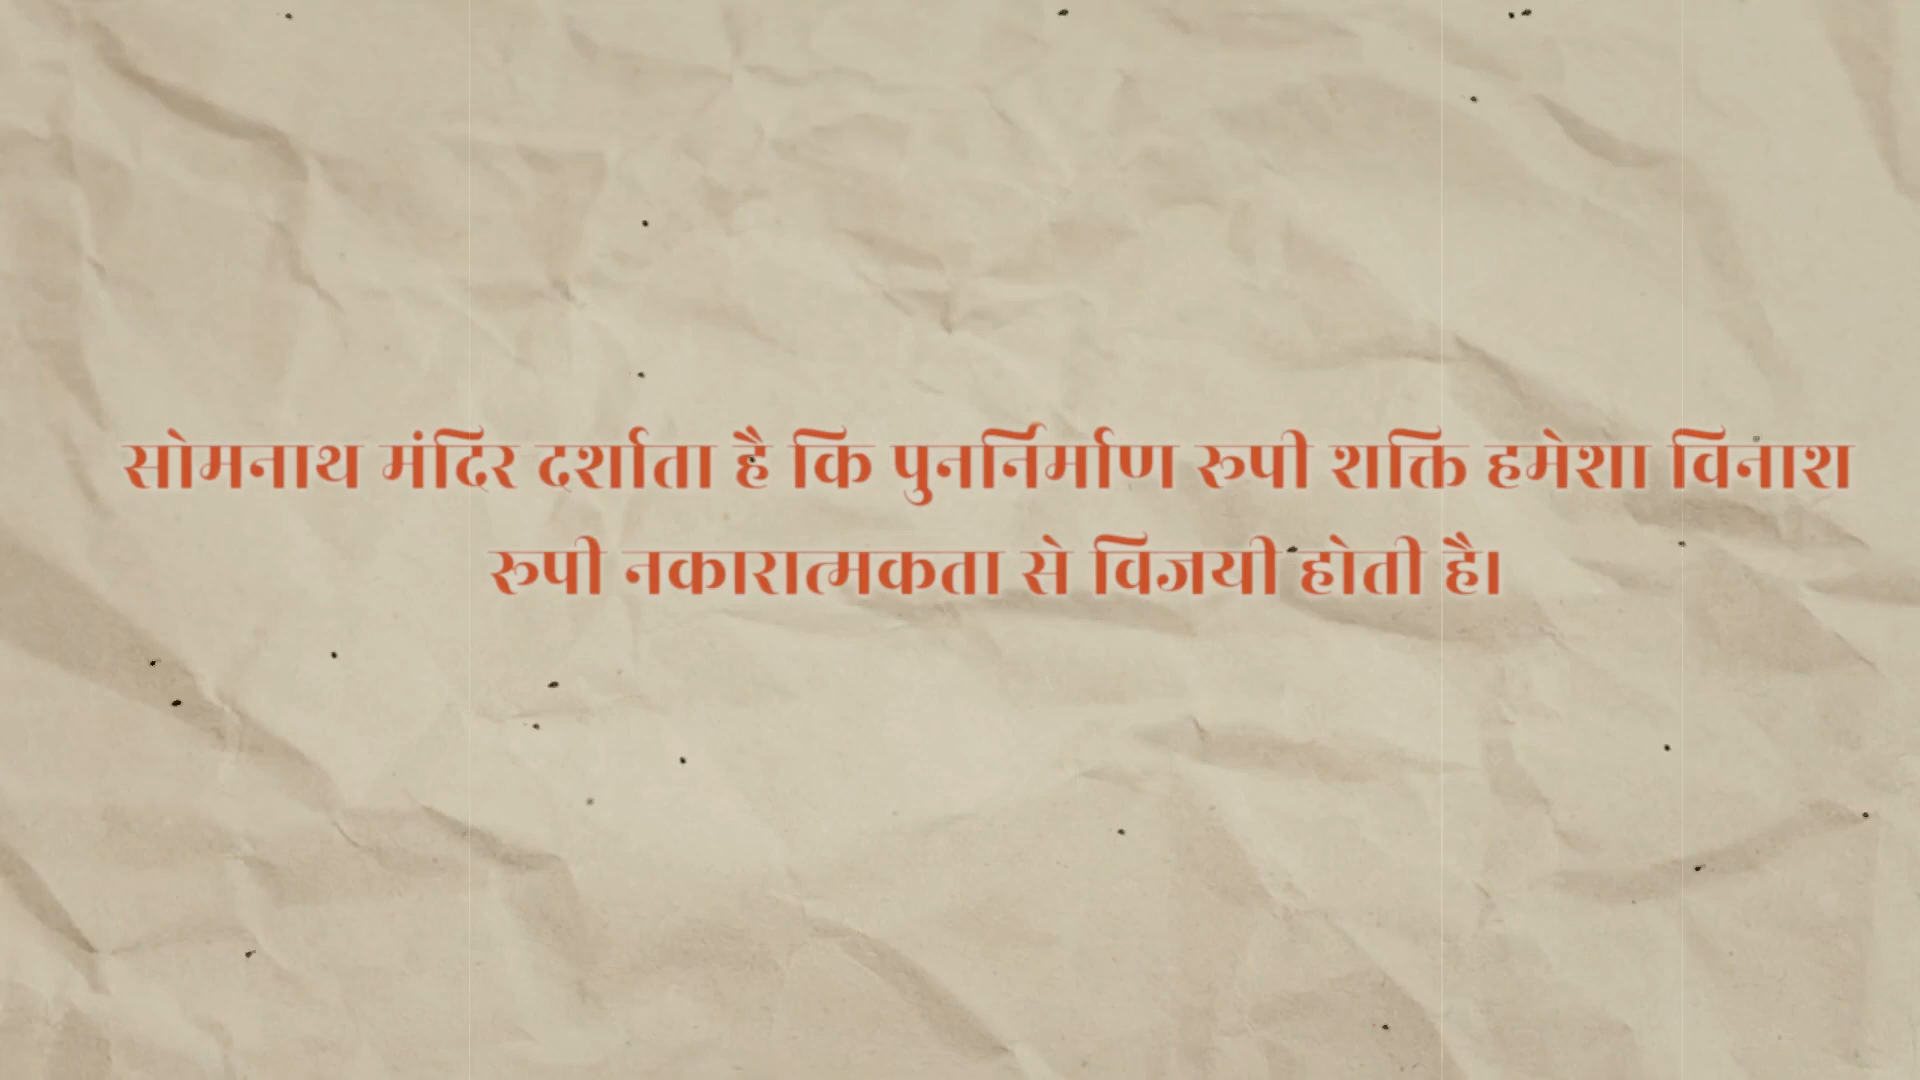 सोमनाथ मंदिर दर्शाता है कि पुनर्निर्माण रूपी शक्ति हमेशा विनाश
रूपी नकारात्मकता से विजयी होती है।